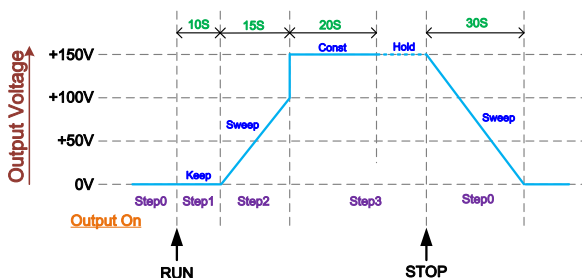 10S 15S 20S 30S
Output Voltage
+150V
Const Hold
+100V
Sweep Sweep
+50V
Keep
0V
Step0 Step1 Step2 Step3 Step0
Output On
RUN STOP